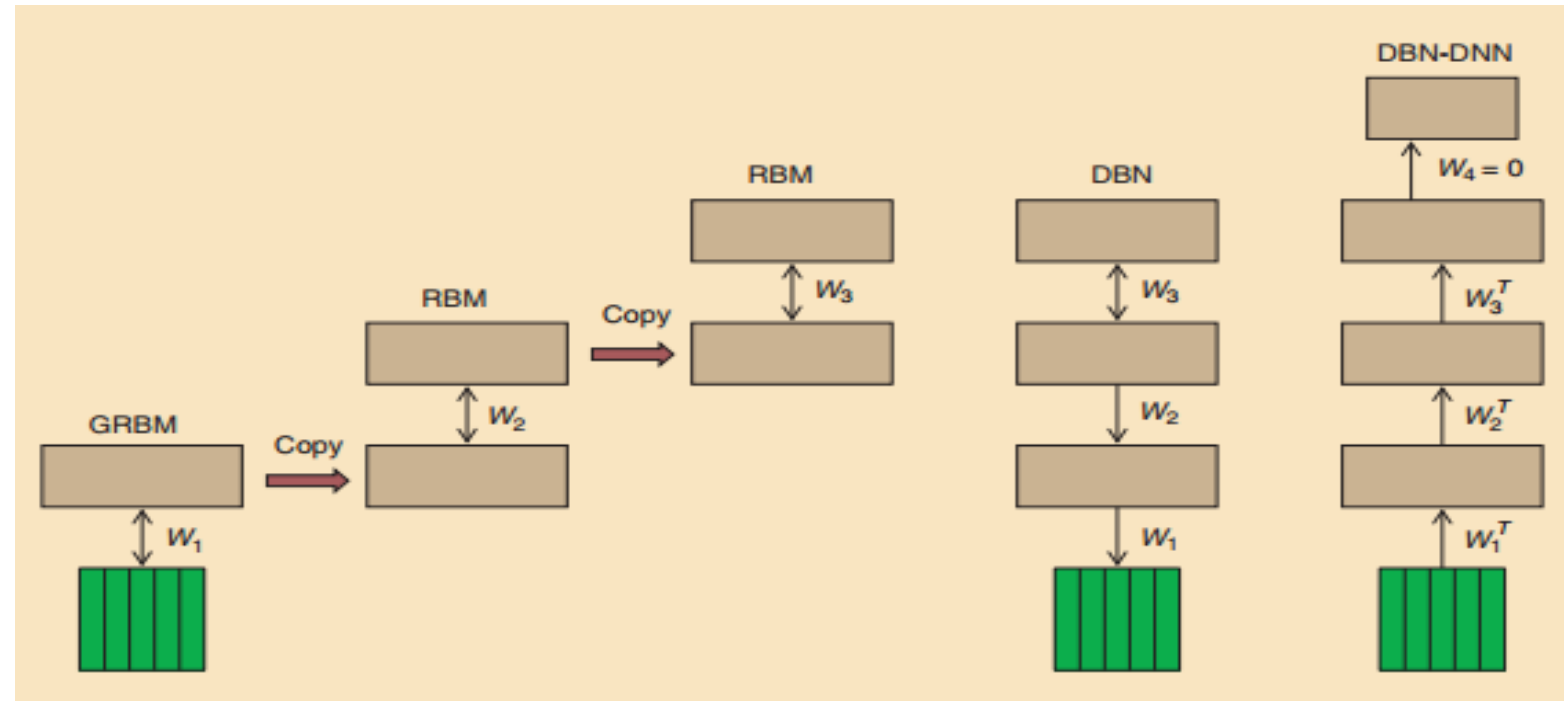 DBN-DNN
W₄ = 0
RBM
DBN
W₃
W₃
W₃ᵀ
RBM
Copy
W₂
W₂
W₂ᵀ
GRBM
Copy
W₁
W₁
W₁ᵀ